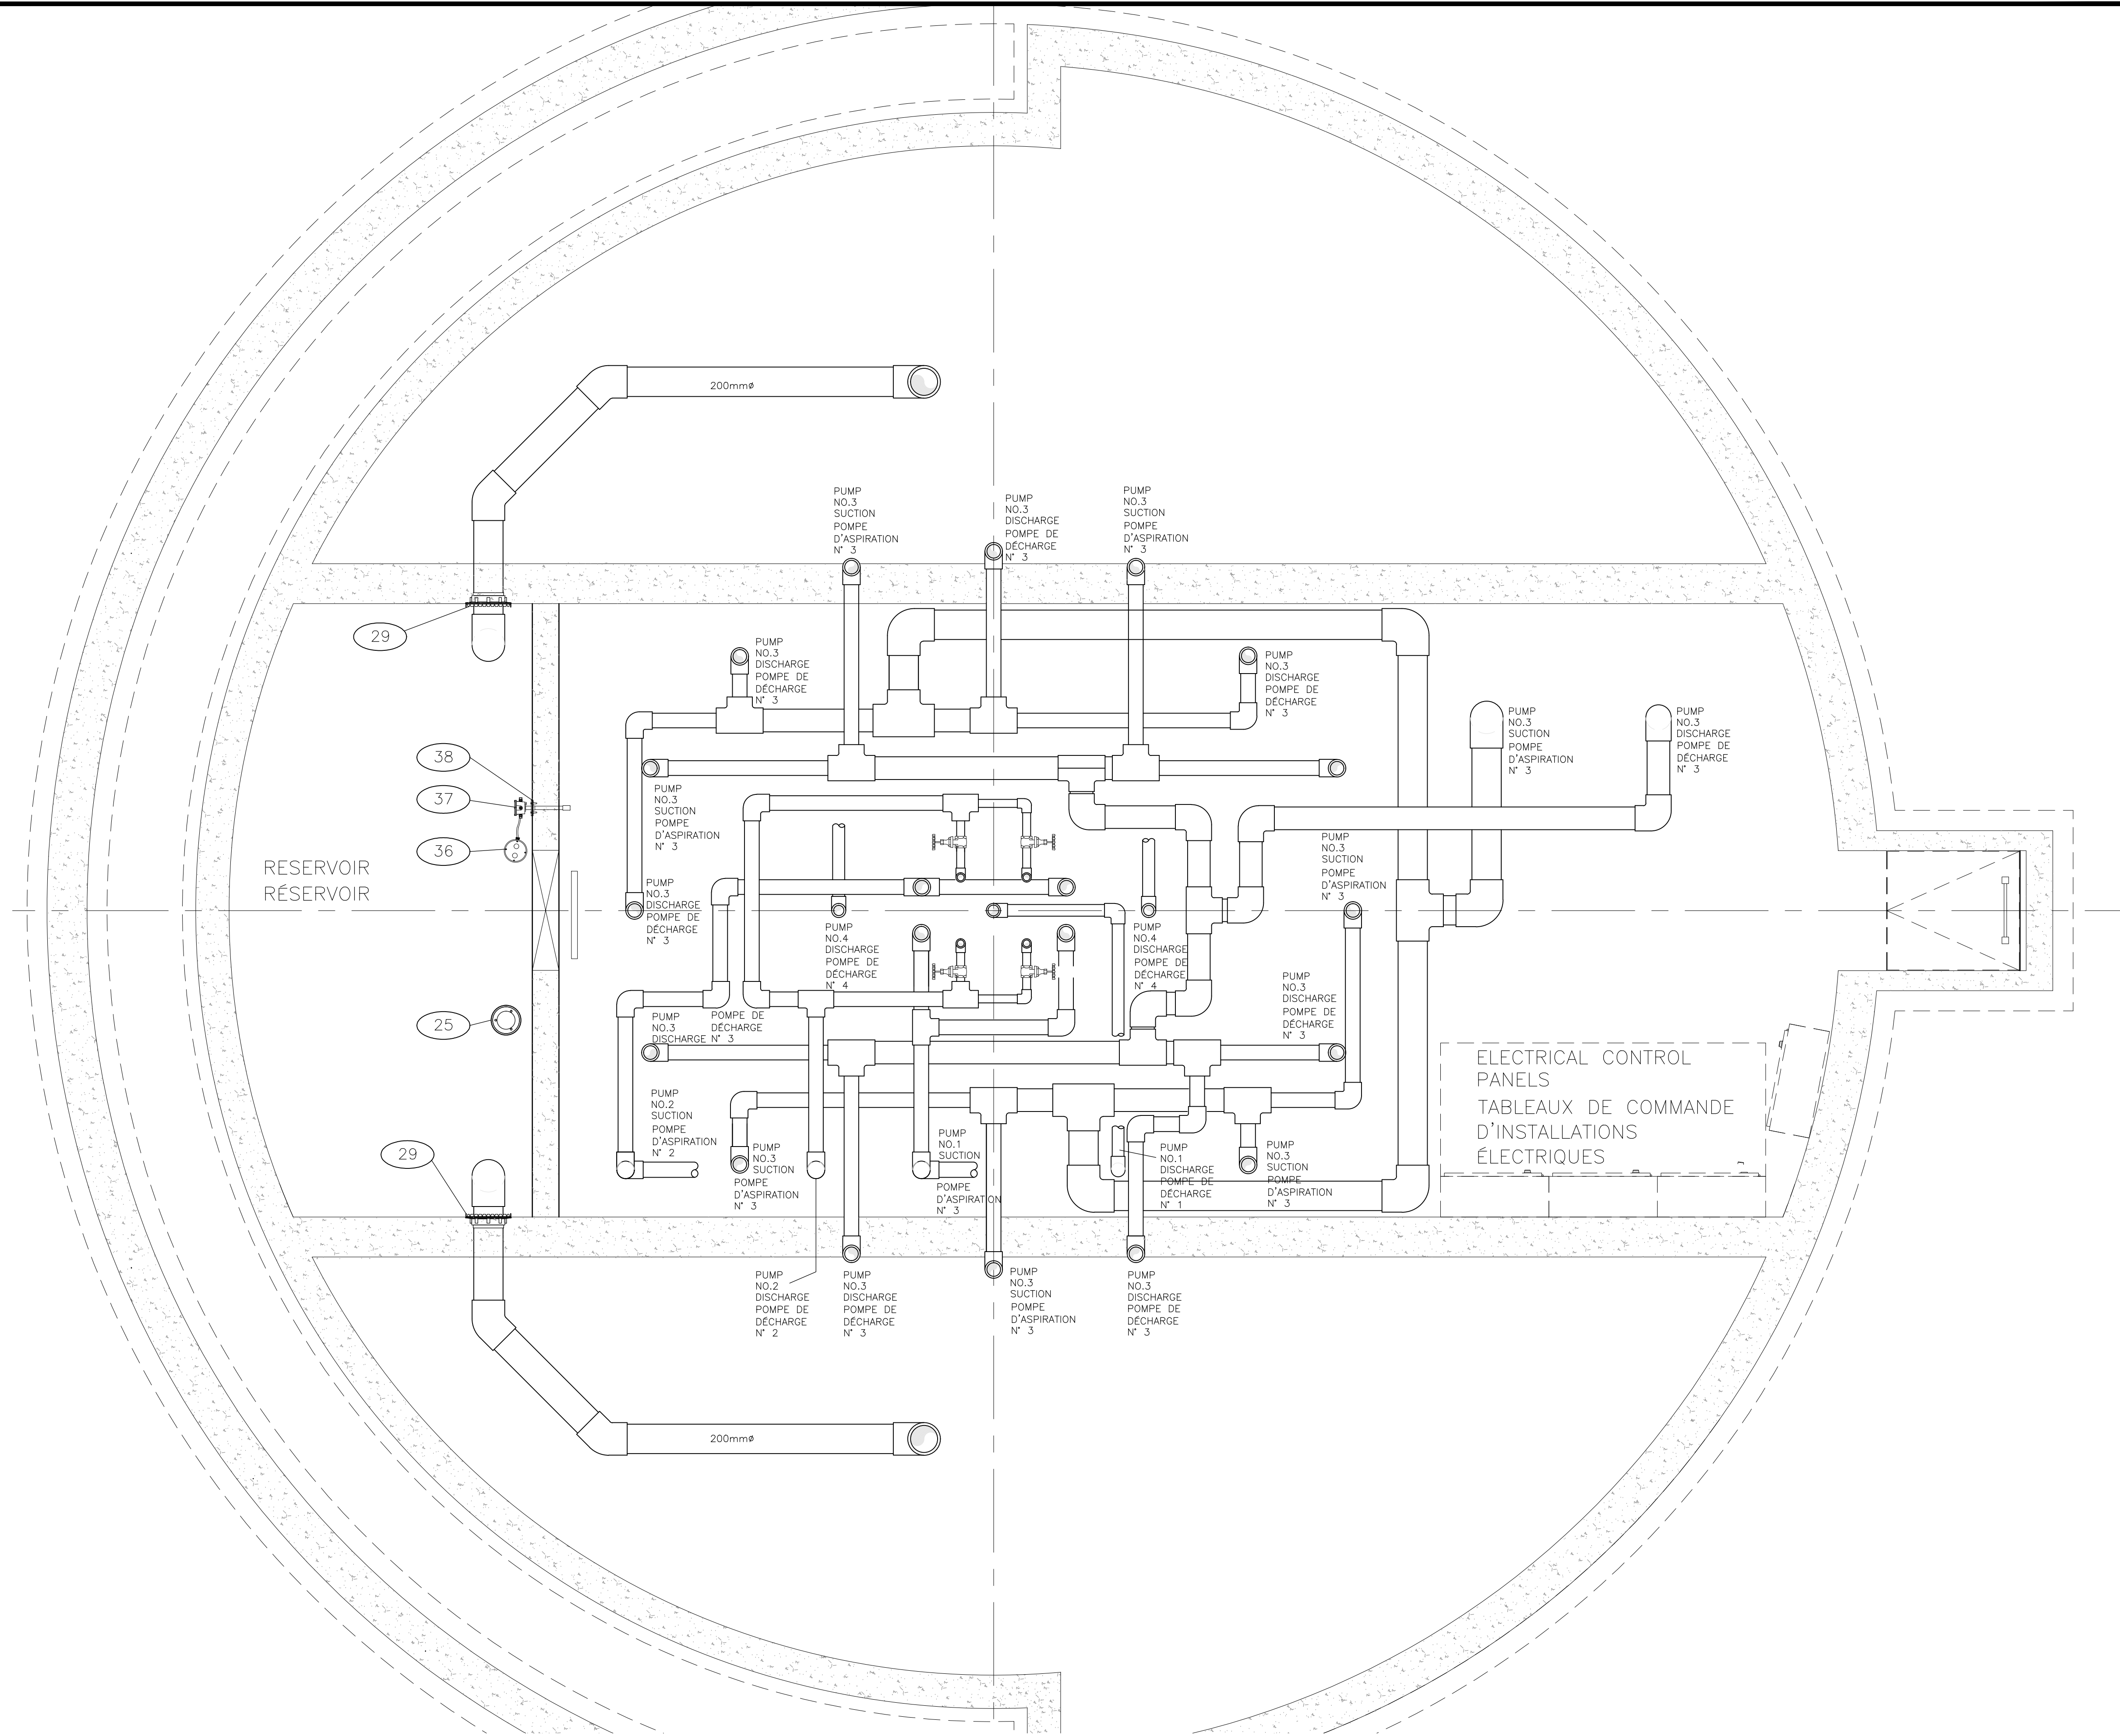 200mmø
PUMP
NO.3
SUCTION
POMPE
D'ASPIRATION
N° 3
PUMP
NO.3
DISCHARGE
POMPE DE
DÉCHARGE
N° 3
PUMP
NO.3
SUCTION
POMPE
D'ASPIRATION
N° 3
29
PUMP
NO.3
DISCHARGE
POMPE DE
DÉCHARGE
N° 3
PUMP
NO.3
DISCHARGE
POMPE DE
DÉCHARGE
N° 3
PUMP
NO.3
SUCTION
POMPE
D'ASPIRATION
N° 3
PUMP
NO.3
DISCHARGE
POMPE DE
DÉCHARGE
N° 3
38
37
36
RESERVOIR
RÉSERVOIR
PUMP
NO.3
SUCTION
POMPE
D'ASPIRATION
N° 3
PUMP
NO.3
SUCTION
POMPE
D'ASPIRATION
N° 3
PUMP
NO.3
DISCHARGE
POMPE DE
DÉCHARGE
N° 3
PUMP
NO.4
DISCHARGE
POMPE DE
DÉCHARGE
N° 4
PUMP
NO.4
DISCHARGE
POMPE DE
DÉCHARGE
N° 4
PUMP
NO.3
DISCHARGE
POMPE DE
DÉCHARGE
N° 3
25
PUMP
NO.3
DISCHARGE
POMPE DE
DÉCHARGE
N° 3
ELECTRICAL CONTROL
PANELS
TABLEAUX DE COMMANDE
D'INSTALLATIONS
ÉLECTRIQUES
PUMP
NO.2
SUCTION
POMPE
D'ASPIRATION
N° 2
PUMP
NO.3
SUCTION
POMPE
D'ASPIRATION
N° 3
PUMP
NO.1
SUCTION
POMPE
D'ASPIRATION
N° 3
PUMP
NO.1
DISCHARGE
POMPE DE
DÉCHARGE
N° 1
PUMP
NO.3
SUCTION
POMPE
D'ASPIRATION
N° 3
29
PUMP
NO.2
DISCHARGE
POMPE DE
DÉCHARGE
N° 2
PUMP
NO.3
DISCHARGE
POMPE DE
DÉCHARGE
N° 3
PUMP
NO.3
SUCTION
POMPE
D'ASPIRATION
N° 3
PUMP
NO.3
DISCHARGE
POMPE DE
DÉCHARGE
N° 3
200mmø